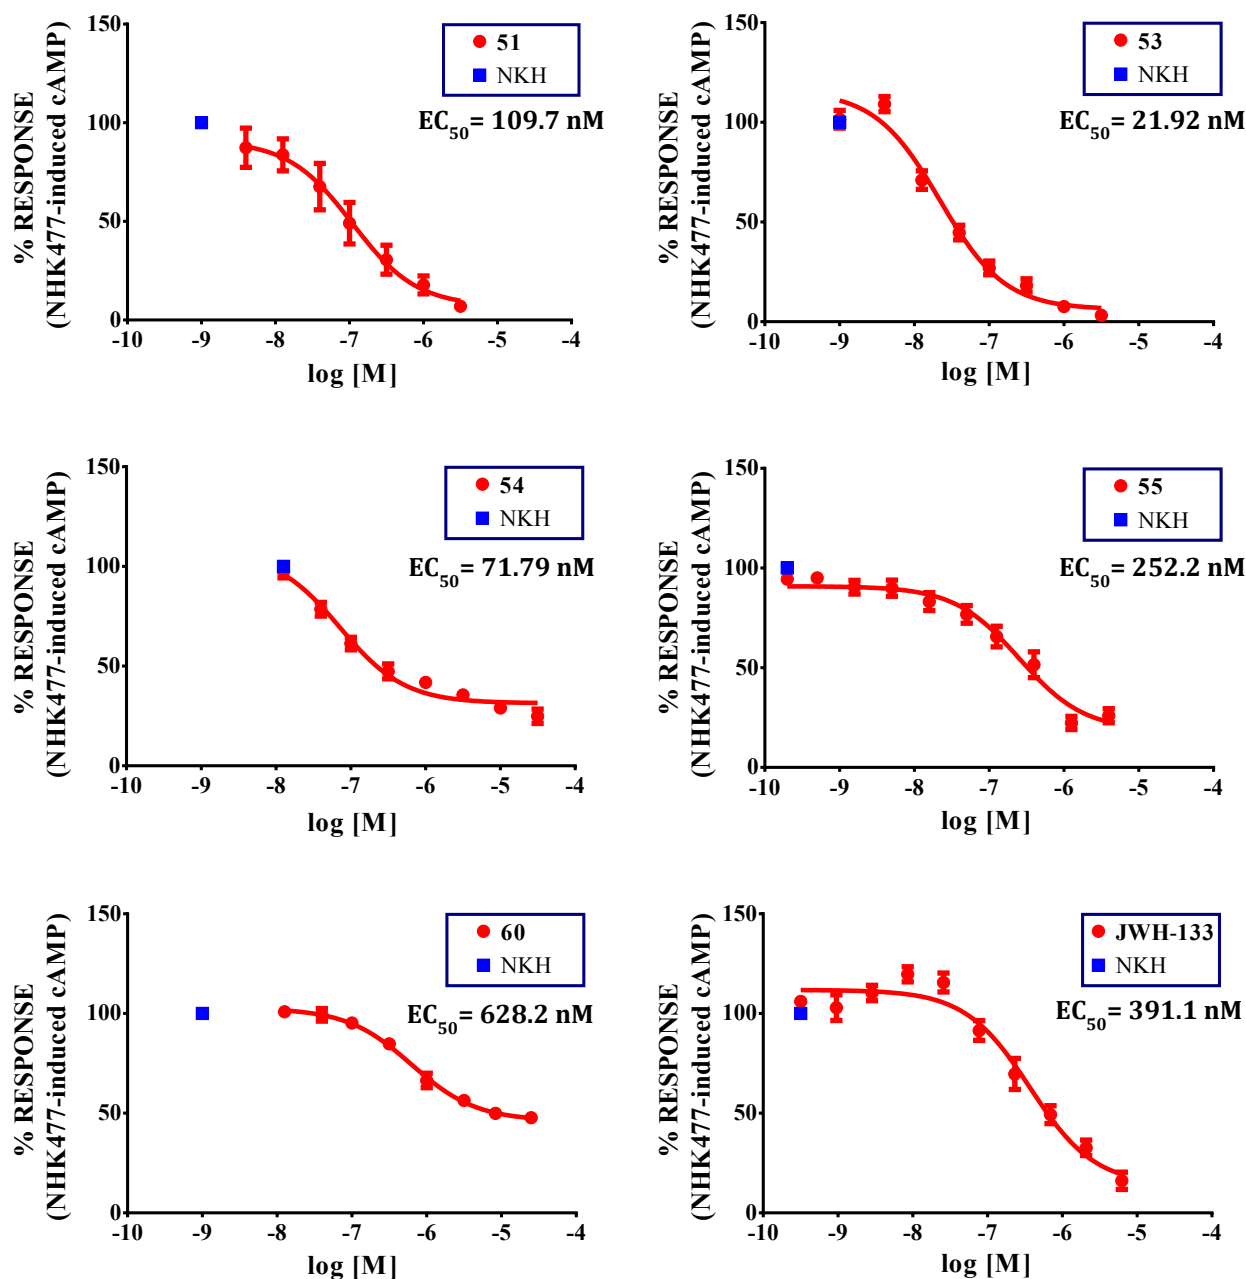 150
100
50
0
-10 -9 -8 -7 -6 -5 -4
log [M]
% RESPONSE
(NHK477-induced cAMP)
51
NKH
EC50= 109.7 nM
150
100
50
0
-10 -9 -8 -7 -6 -5 -4
log [M]
% RESPONSE
(NHK477-induced cAMP)
53
NKH
EC50= 21.92 nM
150
100
50
0
-10 -9 -8 -7 -6 -5 -4
log [M]
% RESPONSE
(NHK477-induced cAMP)
54
NKH
EC50= 71.79 nM
150
100
50
0
-10 -9 -8 -7 -6 -5 -4
log [M]
% RESPONSE
(NHK477-induced cAMP)
55
NKH
EC50= 252.2 nM
150
100
50
0
-10 -9 -8 -7 -6 -5 -4
log [M]
% RESPONSE
(NHK477-induced cAMP)
60
NKH
EC50= 628.2 nM
150
100
50
0
-10 -9 -8 -7 -6 -5 -4
log [M]
% RESPONSE
(NHK477-induced cAMP)
JWH-133
NKH
EC50= 391.1 nM